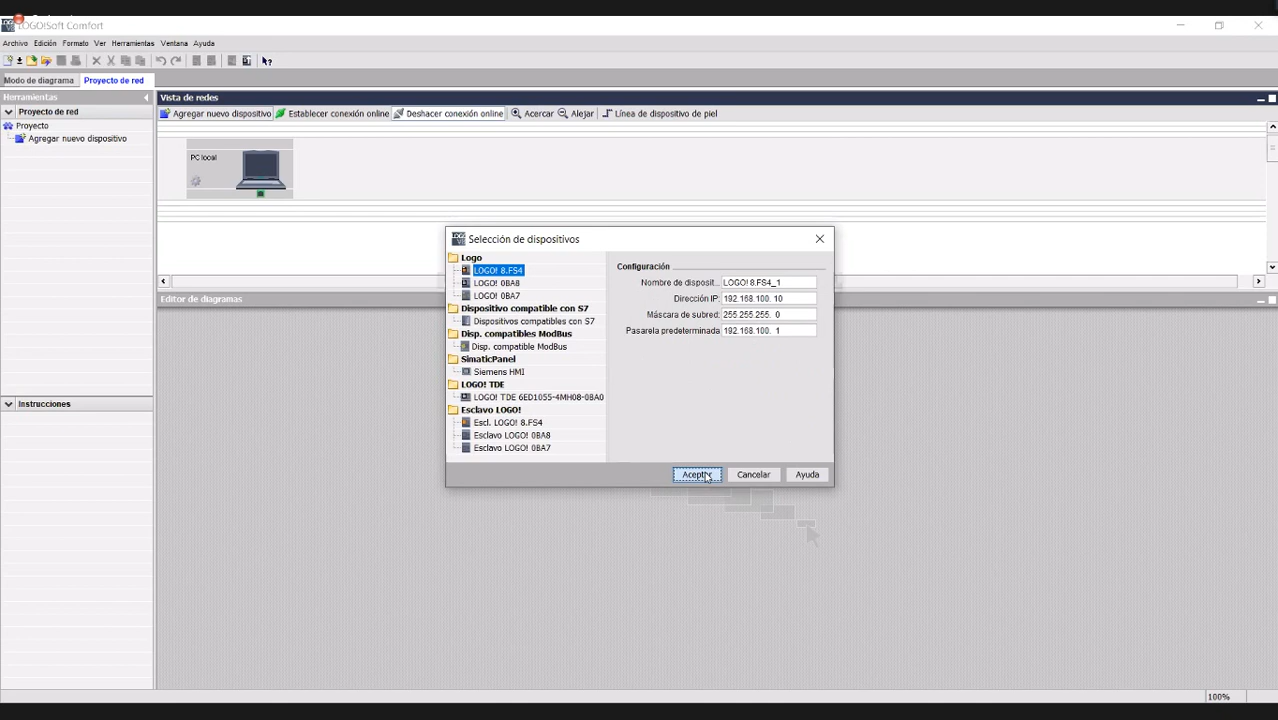 LOGO!Soft Comfort
Archivo Edición Formato Ver Herramientas Ventana Ayuda
Modo de diagrama Proyecto de red
Herramientas
Proyecto de red
Proyecto
Agregar nuevo dispositivo
Instrucciones
Vista de redes
Agregar nuevo dispositivo Establecer conexión online Deshacer conexión online Acercar Alejar Línea de dispositivo de piel
PC local
Editor de diagramas
Selección de dispositivos
Logo
LOGO! 8.FS4
LOGO! 0BA8
LOGO! 0BA7
Dispositivo compatible con S7
Dispositivos compatibles con S7
Disp. compatibles ModBus
Disp. compatible ModBus
SimaticPanel
Siemens HMI
LOGO! TDE
LOGO! TDE 6ED1055-4MH08-0BA0
Esclavo LOGO!
Escl. LOGO! 8.FS4
Esclavo LOGO! 0BA8
Esclavo LOGO! 0BA7
Configuración
Nombre de disposit... LOGO! 8.FS4_1
Dirección IP: 192.168.100. 10
Máscara de subred: 255.255.255. 0
Pasarela predeterminada 192.168.100. 1
Aceptar Cancelar Ayuda
100%